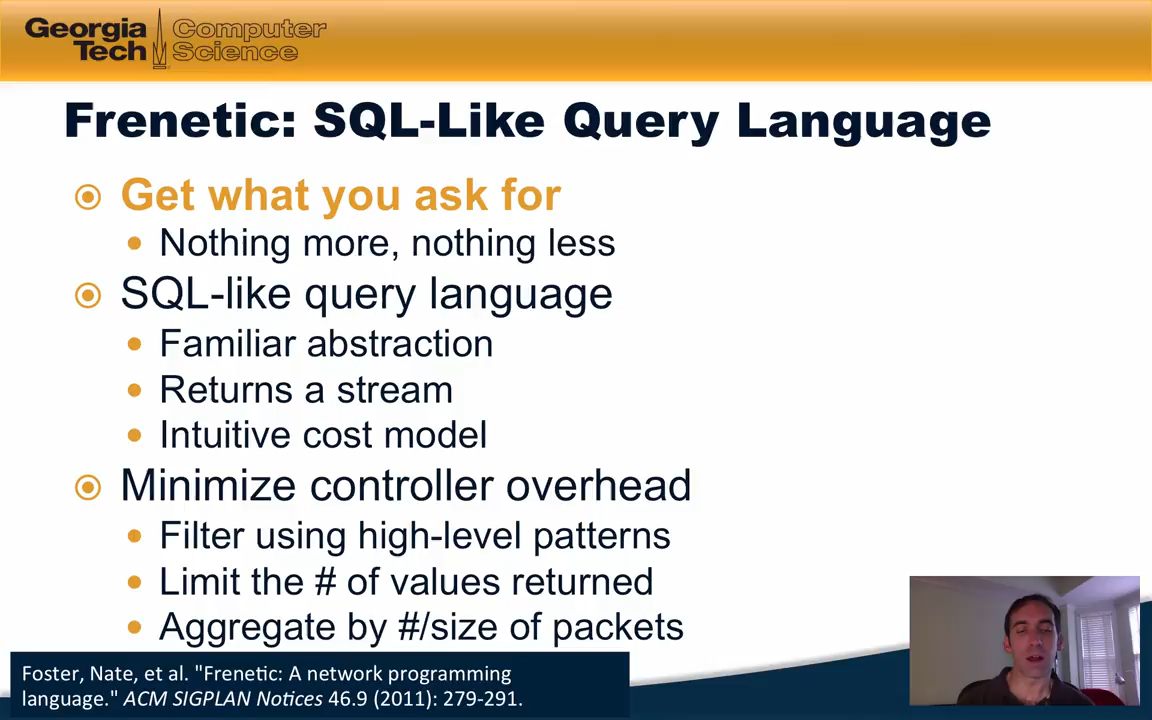 Georgia Tech
Computer Science
Frenetic: SQL-Like Query Language
Get what you ask for
Nothing more, nothing less
SQL-like query language
Familiar abstraction
Returns a stream
Intuitive cost model
Minimize controller overhead
Filter using high-level patterns
Limit the # of values returned
Aggregate by #/size of packets
Foster, Nate, et al. "Frenetic: A network programming
language." ACM SIGPLAN Notices 46.9 (2011): 279-291.